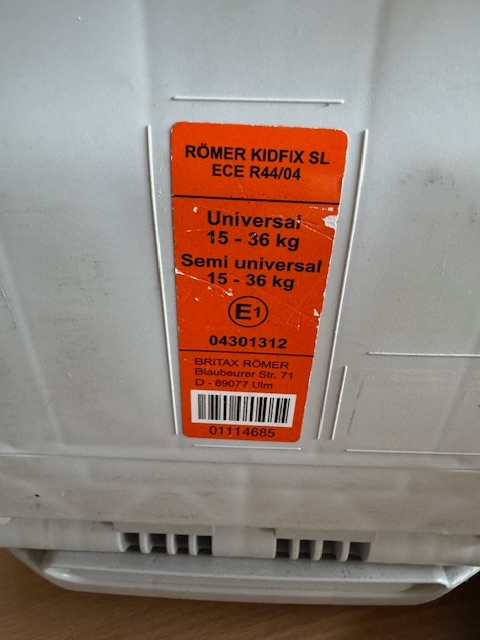 RÖMER KIDFIX SL
ECE R44/04
Universal
15 - 36 kg
Semi universal
15 - 36 kg
E1
04301312
BRITAX RÖMER
Blaubeurer Str. 71
D - 89077 Ulm
01114685